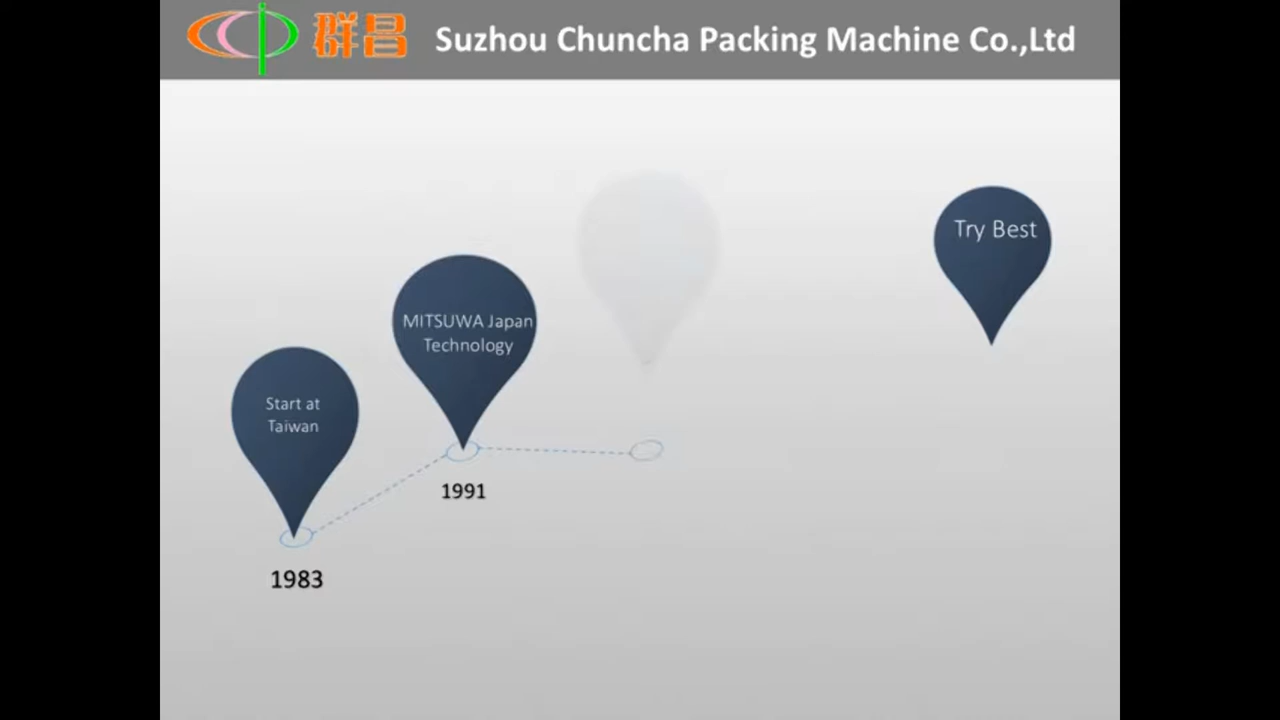 群昌 Suzhou Chuncha Packing Machine Co.,Ltd
Try Best
MITSUWA Japan
Technology
Start at
Taiwan
1991
1983